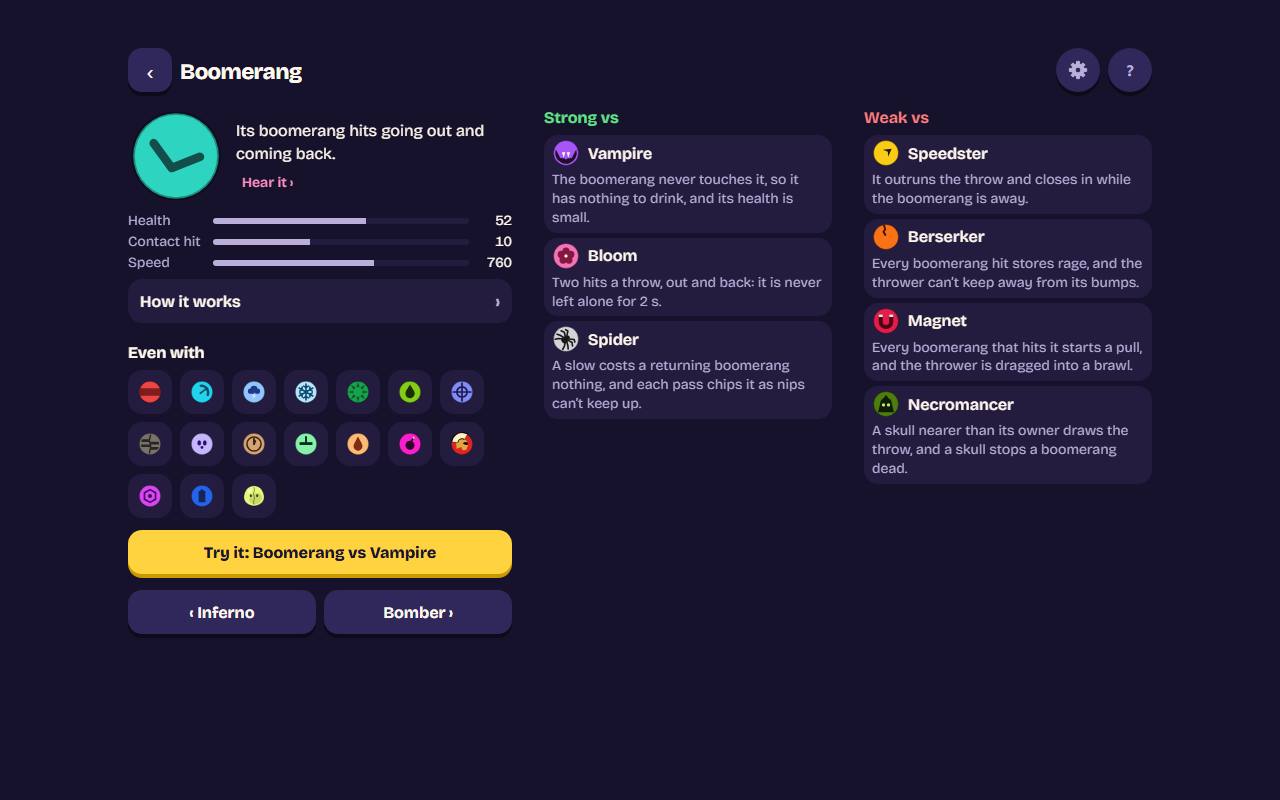 ‹ Boomerang
?
Its boomerang hits going out and
coming back.
Hear it ›
Health 52
Contact hit 10
Speed 760
How it works ›
Even with
Try it: Boomerang vs Vampire
‹ Inferno
Bomber ›
Strong vs
Vampire
The boomerang never touches it, so it
has nothing to drink, and its health is
small.
Bloom
Two hits a throw, out and back: it is never
left alone for 2 s.
Spider
A slow costs a returning boomerang
nothing, and each pass chips it as nips
can't keep up.
Weak vs
Speedster
It outruns the throw and closes in while
the boomerang is away.
Berserker
Every boomerang hit stores rage, and the
thrower can't keep away from its bumps.
Magnet
Every boomerang that hits it starts a pull,
and the thrower is dragged into a brawl.
Necromancer
A skull nearer than its owner draws the
throw, and a skull stops a boomerang
dead.